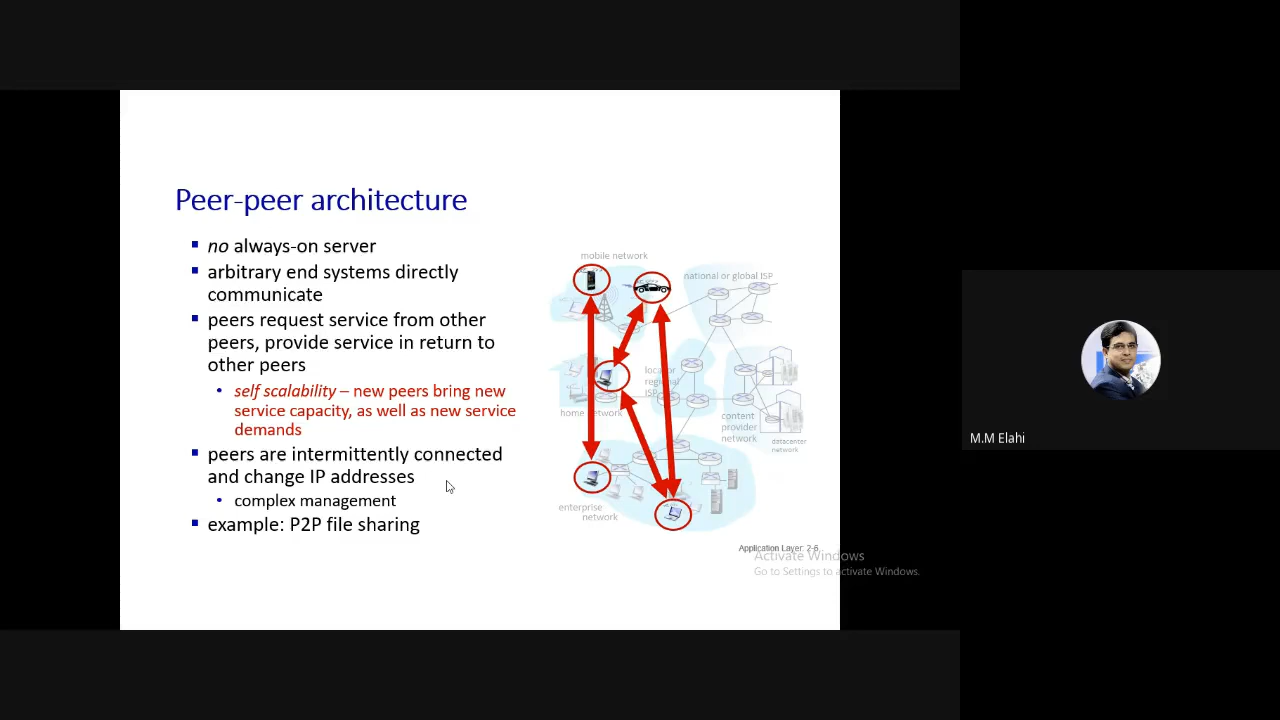 Peer-peer architecture
no always-on server
arbitrary end systems directly
communicate
peers request service from other
peers, provide service in return to
other peers
self scalability – new peers bring new
service capacity, as well as new service
demands
peers are intermittently connected
and change IP addresses
complex management
example: P2P file sharing
mobile network
national or global ISP
local or
regional
ISP
home network
content
provider
network
datacenter
network
enterprise
network
Application Layer: 2-6
Activate Windows
Go to Settings to activate Windows.
M.M Elahi